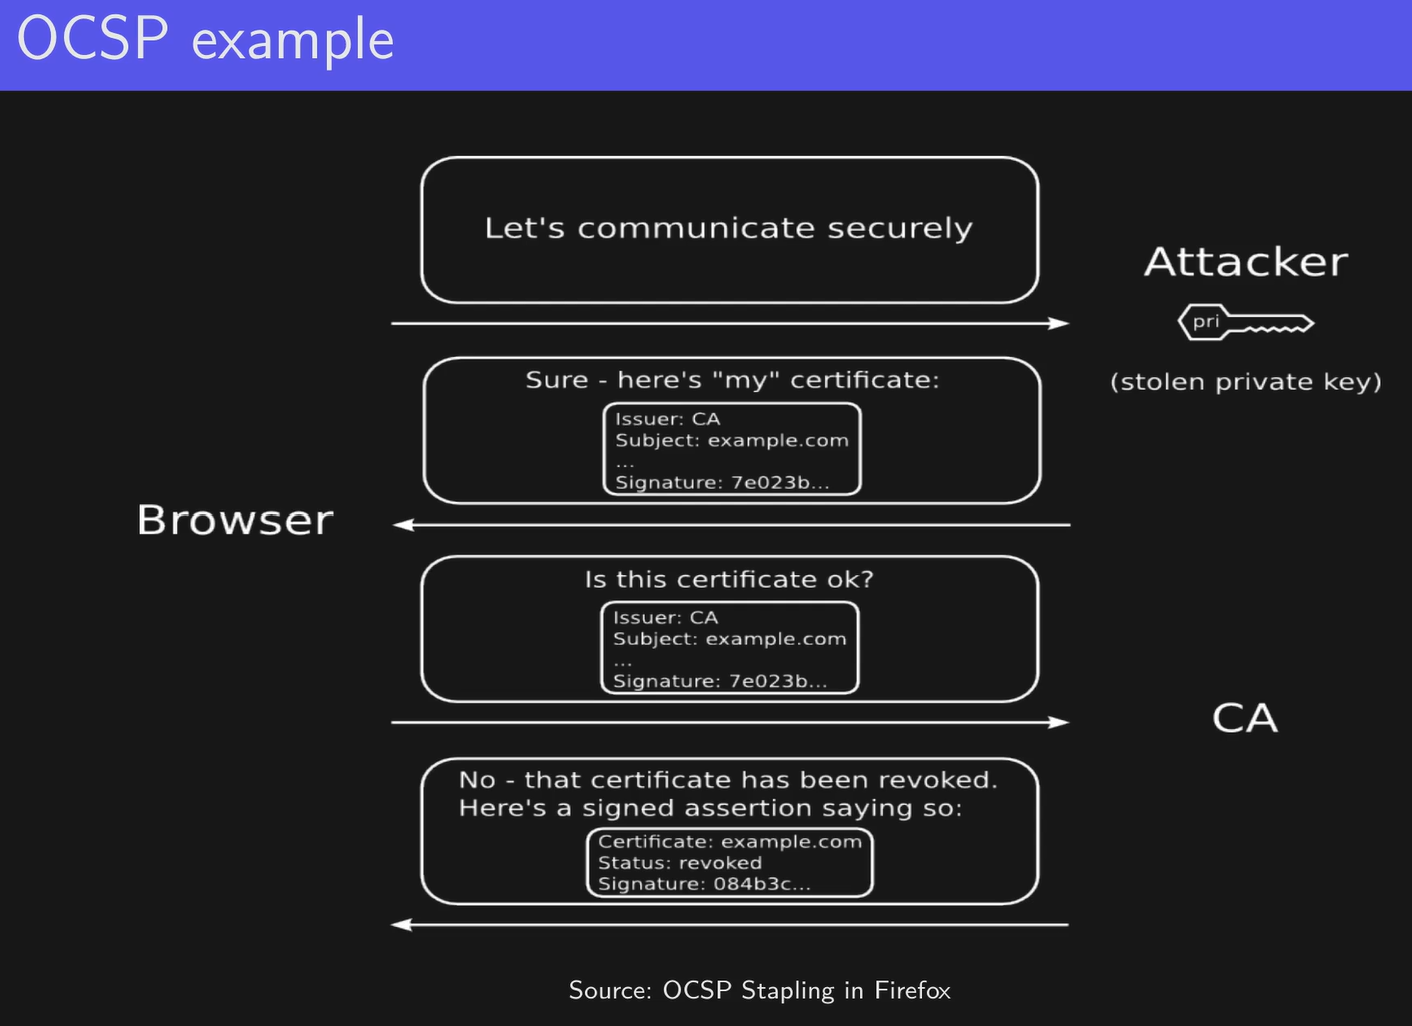 OCSP example
Let's communicate securely
Attacker
pri
(stolen private key)
Sure - here's "my" certificate:
Issuer: CA
Subject: example.com
...
Signature: 7e023b...
Browser
Is this certificate ok?
Issuer: CA
Subject: example.com
...
Signature: 7e023b...
CA
No - that certificate has been revoked.
Here's a signed assertion saying so:
Certificate: example.com
Status: revoked
Signature: 084b3c...
Source: OCSP Stapling in Firefox